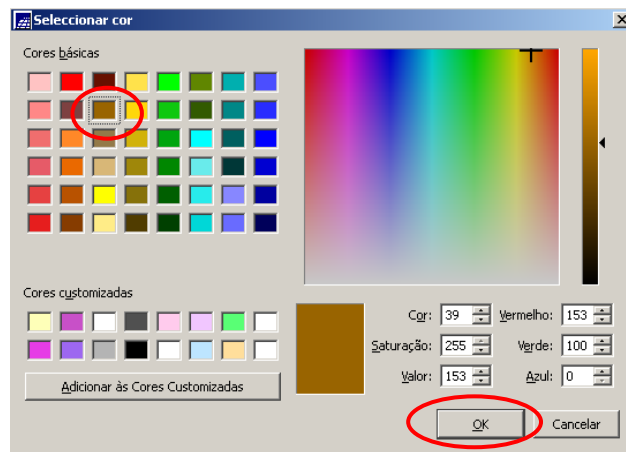 Seleccionar cor
Cores básicas
Cores customizadas
Adicionar às Cores Customizadas
Cor: 39 Vermelho: 153
Saturação: 255 Verde: 100
Valor: 153 Azul: 0
OK Cancelar